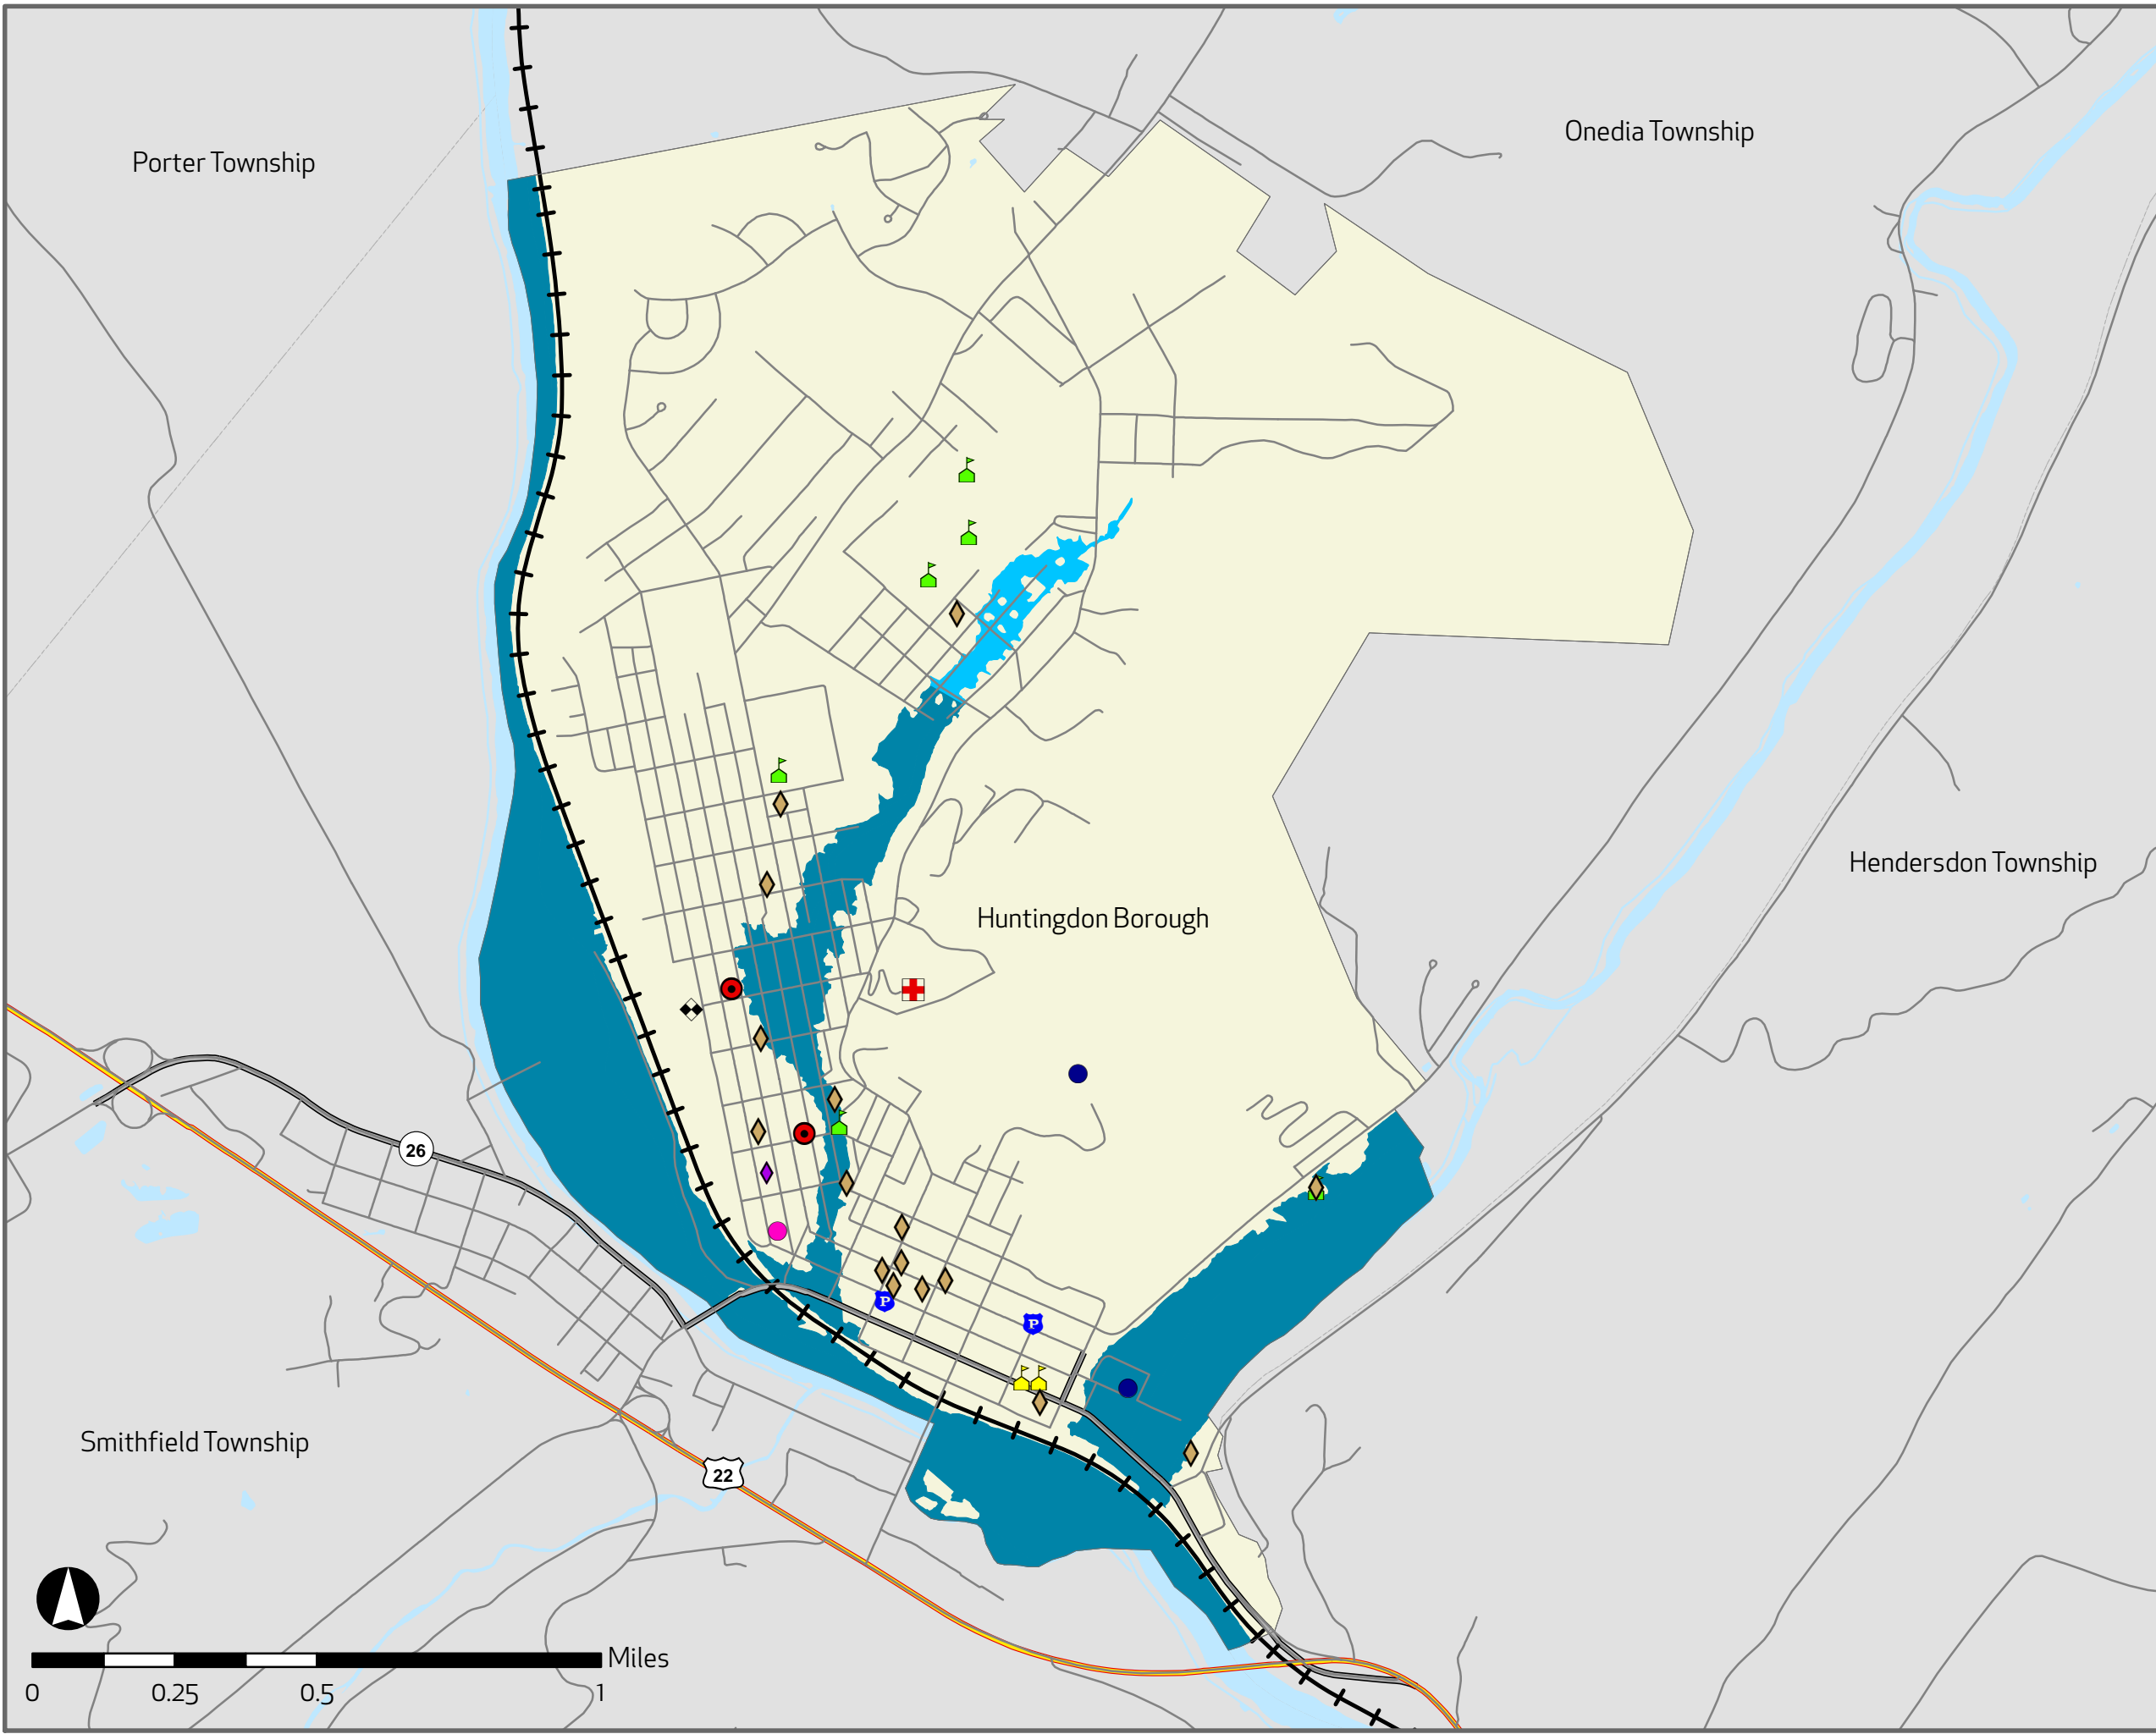 Onedia Township
Porter Township
Hendersdon Township
Huntingdon Borough
26
P
P
Smithfield Township
22
Miles
0 0.25 0.5 1